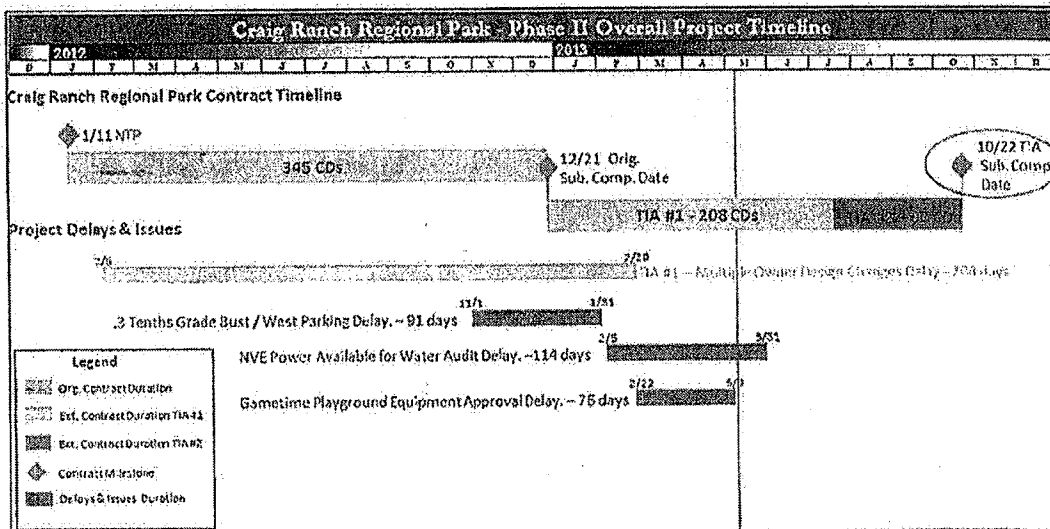 Craig Ranch Regional Park - Phase II Overall Project Timeline
2012 2013
D J F M A M J J A S O N D J F M A M J J A S O N D
Craig Ranch Regional Park Contract Timeline
1/11 NTP
345 CDs
12/21 Orig.
Sub. Comp. Date
10/22 TIA
Sub. Comp
Date
TIA #1 - 208 CDs
Project Delays & Issues
2/28
TIA #1 - Multiple Owner Design Changes Delay - 208 days
11/1 1/31
.3 Tenths Grade Bust / West Parking Delay. ~ 91 days
2/5 5/31
NVE Power Available for Water Audit Delay. ~114 days
2/22
Gametime Playground Equipment Approval Delay. ~ 76 days
Legend
Org. Contract Duration
Ext. Contract Duration TIA #1
Ext. Contract Duration TIA #2
Contract Milestone
Delays & Issues Duration